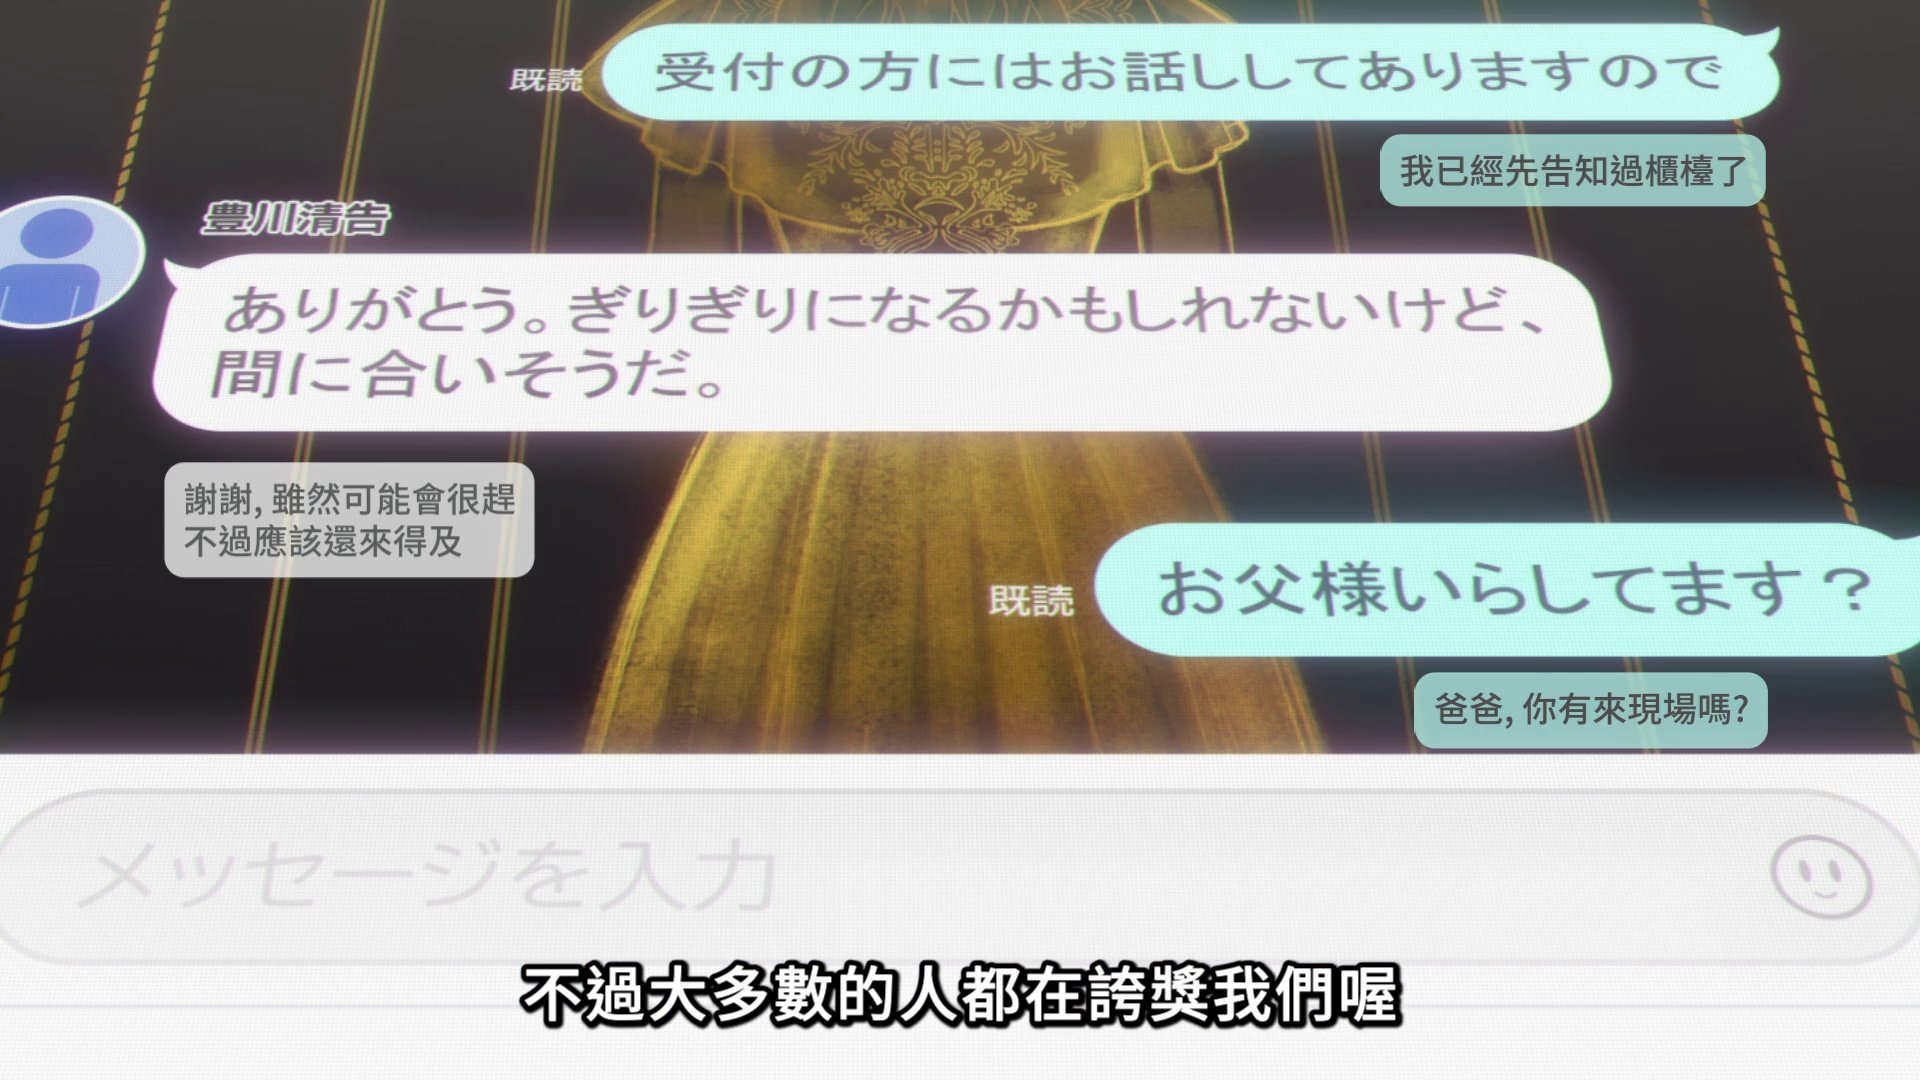 既読
受付の方にはお話ししてありますので
我已經先告知過櫃檯了
豊川清告
ありがとう。ぎりぎりになるかもしれないけど、
間に合いそうだ。
謝謝, 雖然可能會很趕
不過應該還來得及
既読
お父様いらしてます？
爸爸, 你有來現場嗎?
メッセージを入力
不過大多數的人都在誇獎我們喔